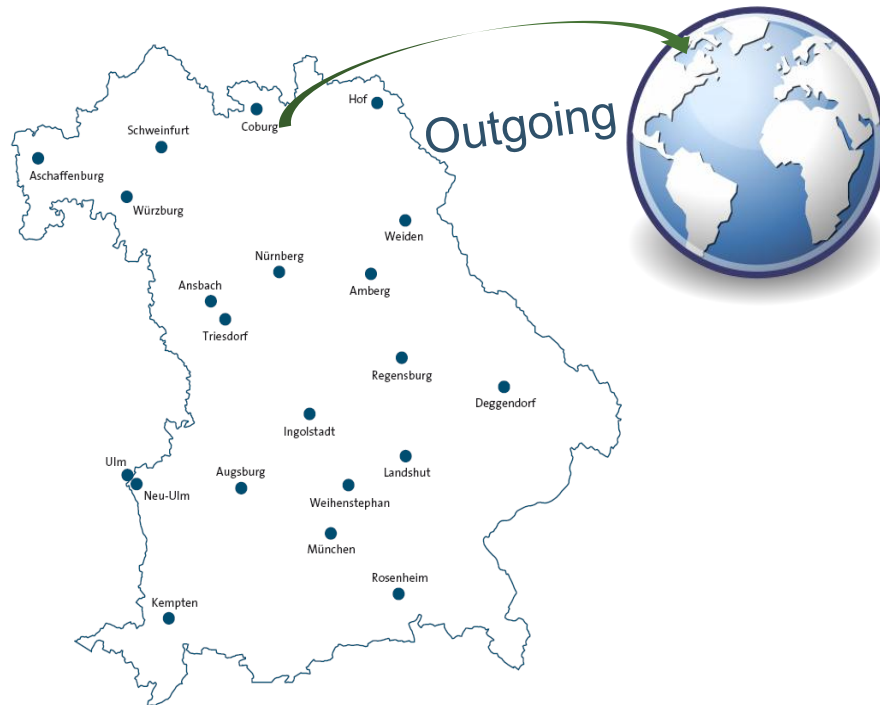 Hof
Outgoing
Coburg
Schweinfurt
Aschaffenburg
Würzburg
Weiden
Nürnberg
Ansbach
Amberg
Triesdorf
Regensburg
Deggendorf
Ingolstadt
Ulm
Augsburg
Landshut
Neu-Ulm
Weihenstephan
München
Rosenheim
Kempten